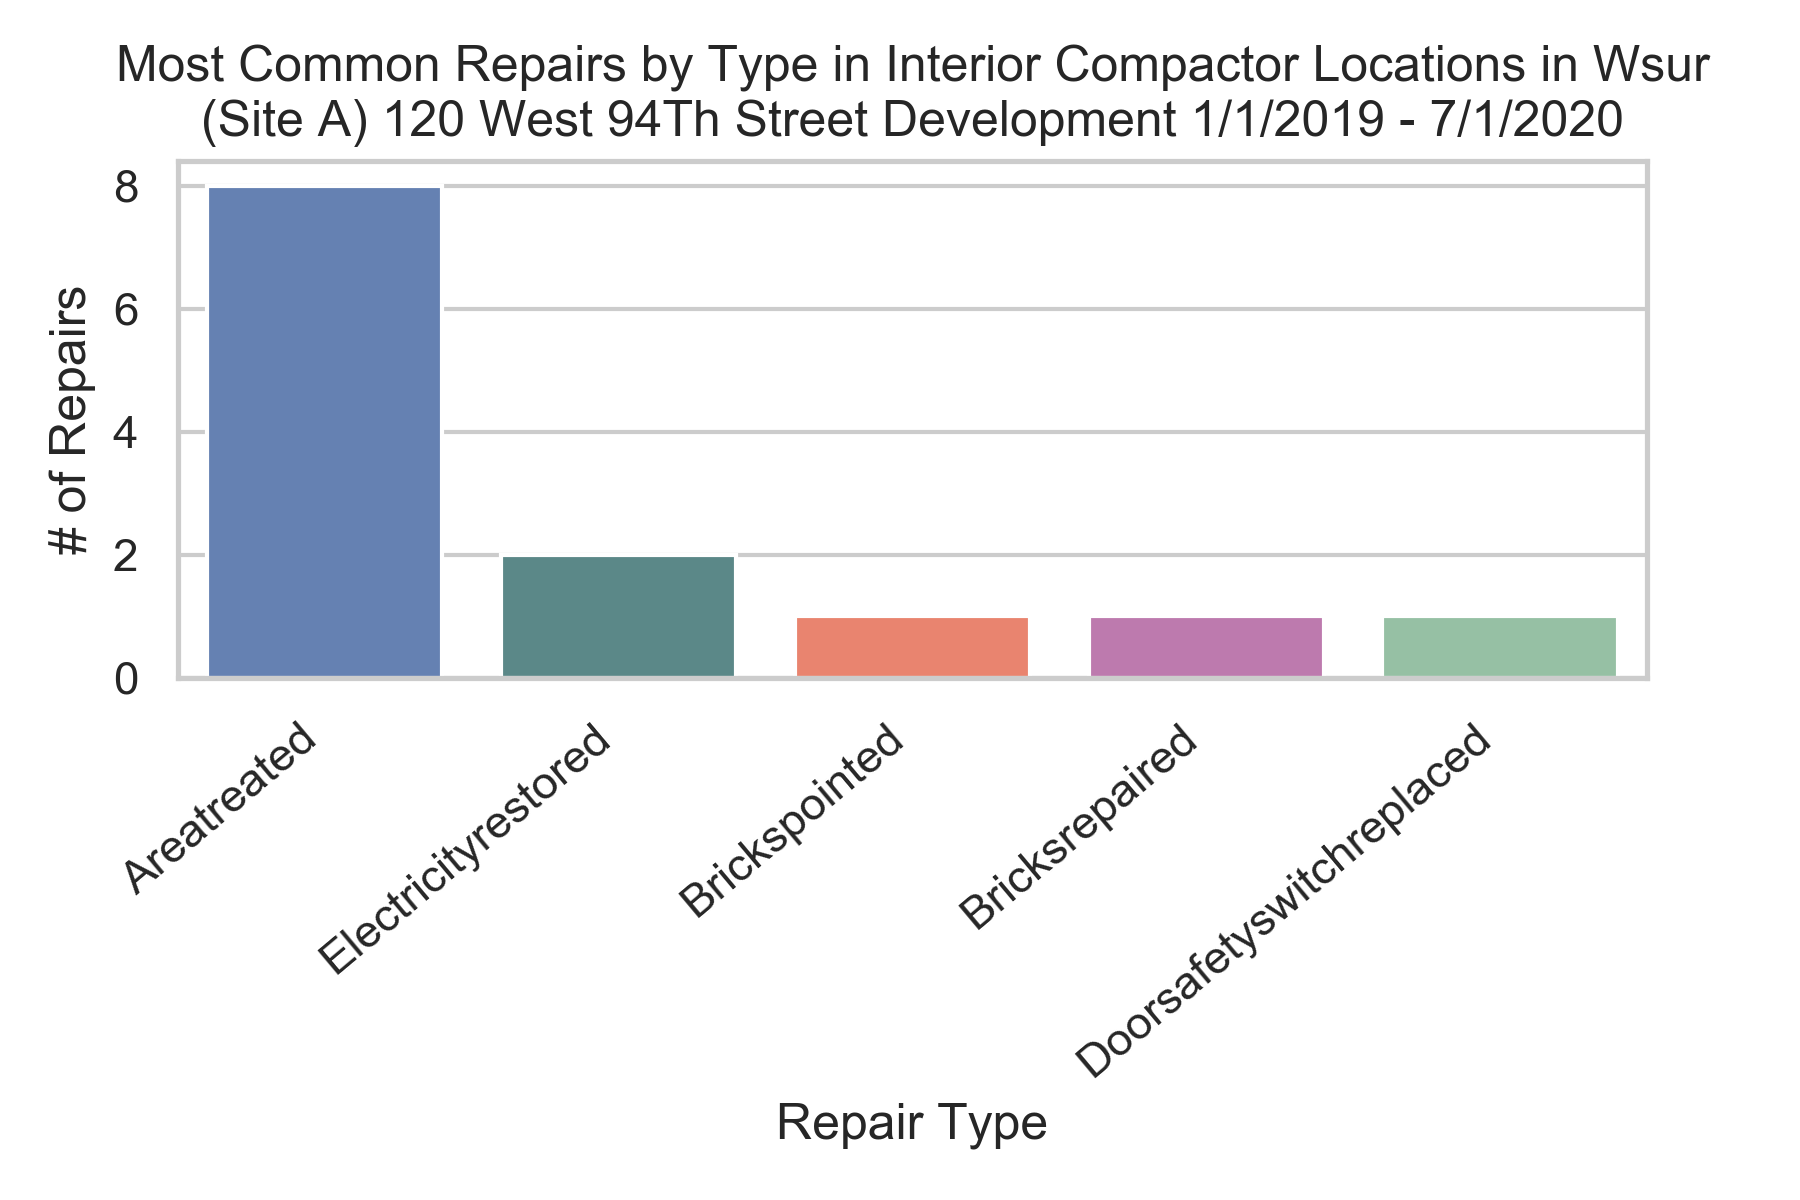 Most Common Repairs by Type in Interior Compactor Locations in Wsur
(Site A) 120 West 94Th Street Development 1/1/2019 - 7/1/2020
# of Repairs
8
6
4
2
0
Areatreated
Electricityrestored
Brickspointed
Bricksrepaired
Doorsafetyswitchreplaced
Repair Type